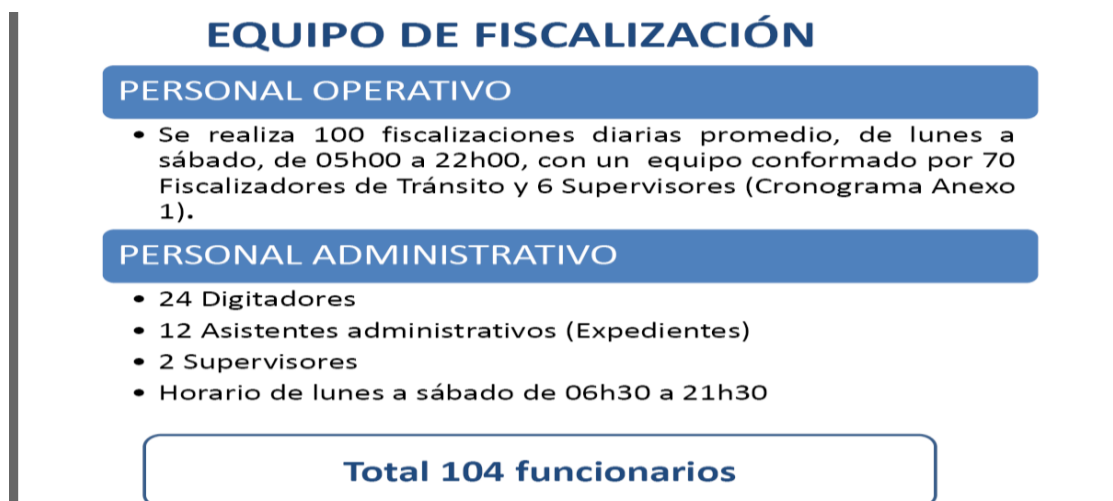 EQUIPO DE FISCALIZACIÓN
PERSONAL OPERATIVO
• Se realiza 100 fiscalizaciones diarias promedio, de lunes a
sábado, de 05h00 a 22h00, con un equipo conformado por 70
Fiscalizadores de Tránsito y 6 Supervisores (Cronograma Anexo
1).
PERSONAL ADMINISTRATIVO
• 24 Digitadores
• 12 Asistentes administrativos (Expedientes)
• 2 Supervisores
• Horario de lunes a sábado de 06h30 a 21h30
Total 104 funcionarios